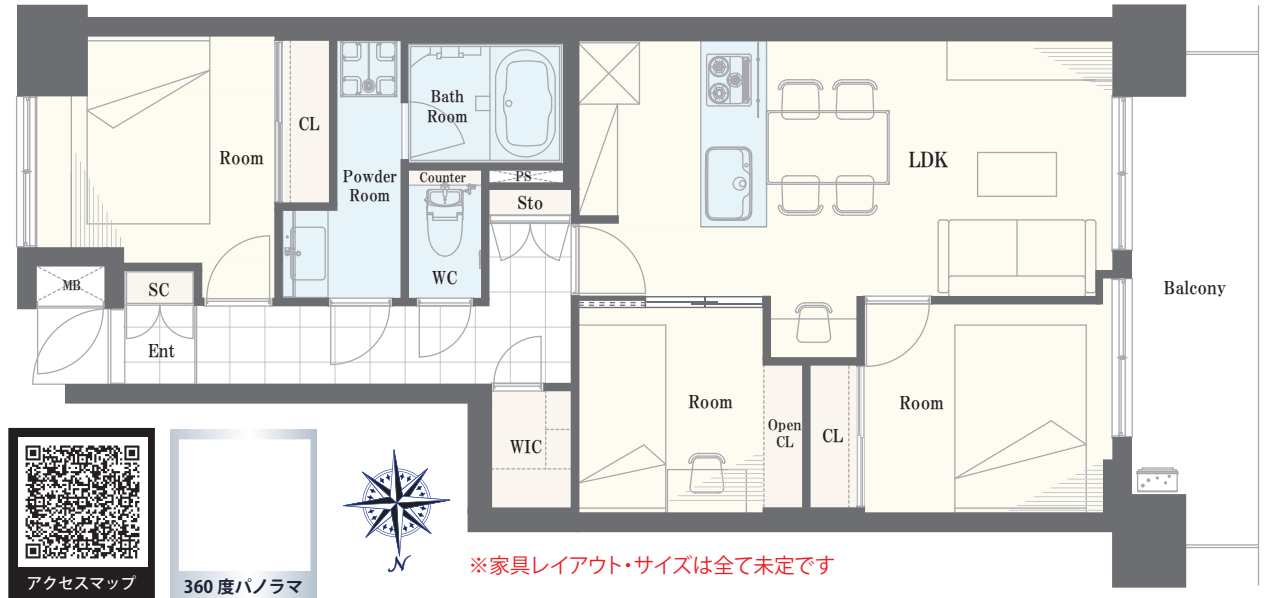 Room
CL
Powder
Room
Bath
Room
Counter
WC
PS
Sto
LDK
Balcony
MB
SC
Ent
WIC
Room
Open
CL
CL
Room
アクセスマップ
360度パノラマ
N
※家具レイアウト・サイズは全て未定です